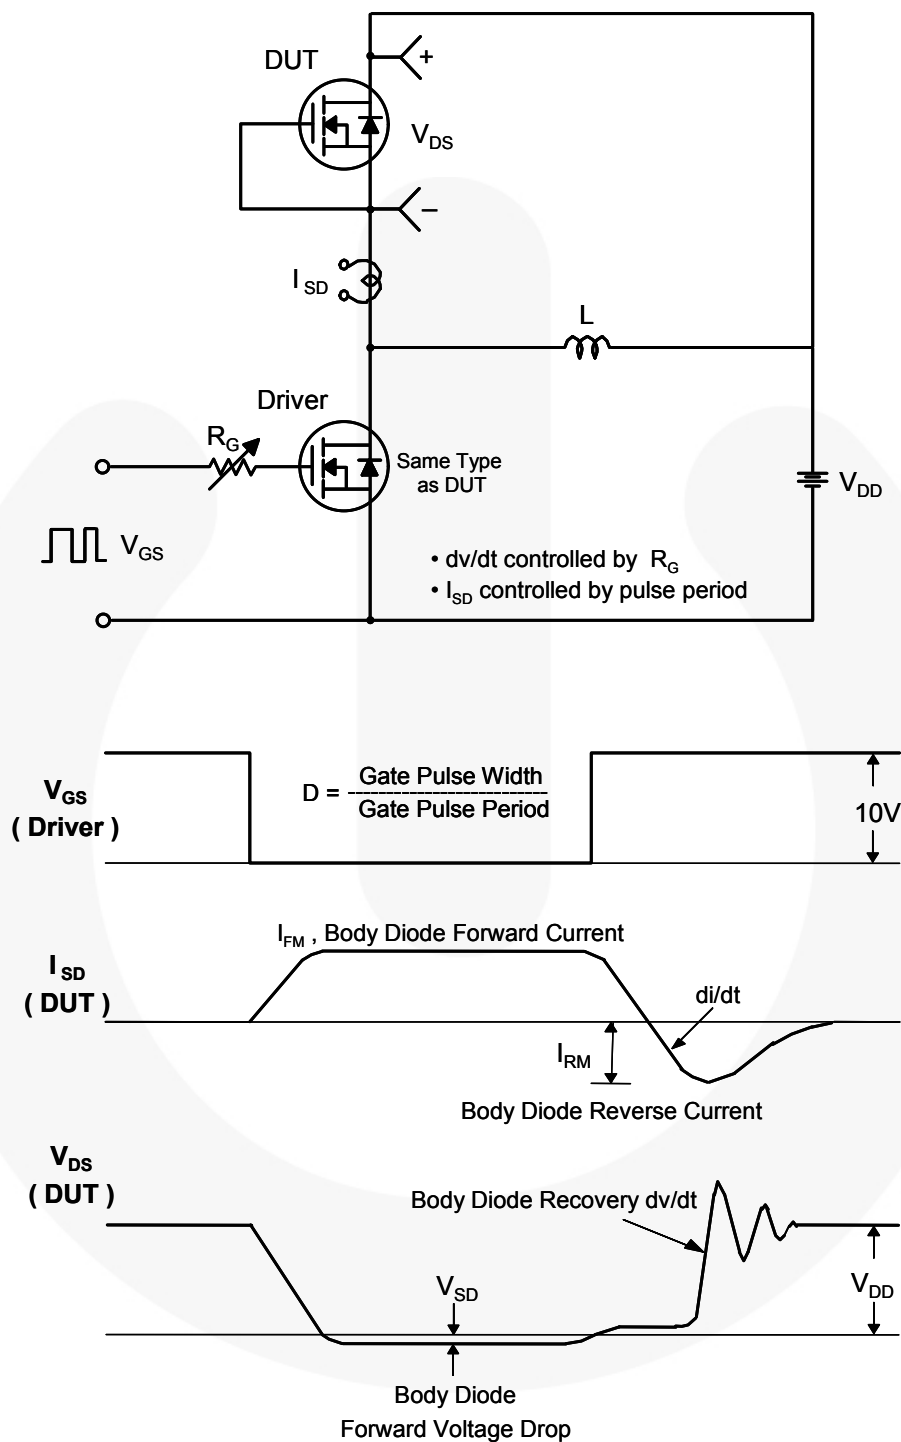 DUT
+
V_DS
–
I_SD
L
Driver
R_G
Same Type
as DUT
V_DD
V_GS
• dv/dt controlled by R_G
• I_SD controlled by pulse period
V_GS
( Driver )
D = Gate Pulse Width
Gate Pulse Period
10V
I_FM , Body Diode Forward Current
I_SD
( DUT )
di/dt
I_RM
Body Diode Reverse Current
V_DS
( DUT )
Body Diode Recovery dv/dt
V_SD
V_DD
Body Diode
Forward Voltage Drop